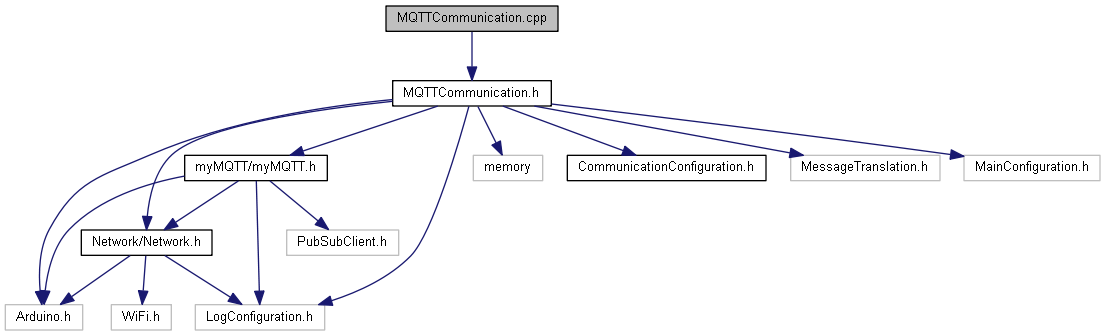 MQTTCommunication.cpp
MQTTCommunication.h
myMQTT/myMQTT.h
memory
CommunicationConfiguration.h
MessageTranslation.h
MainConfiguration.h
Network/Network.h
PubSubClient.h
Arduino.h
WiFi.h
LogConfiguration.h